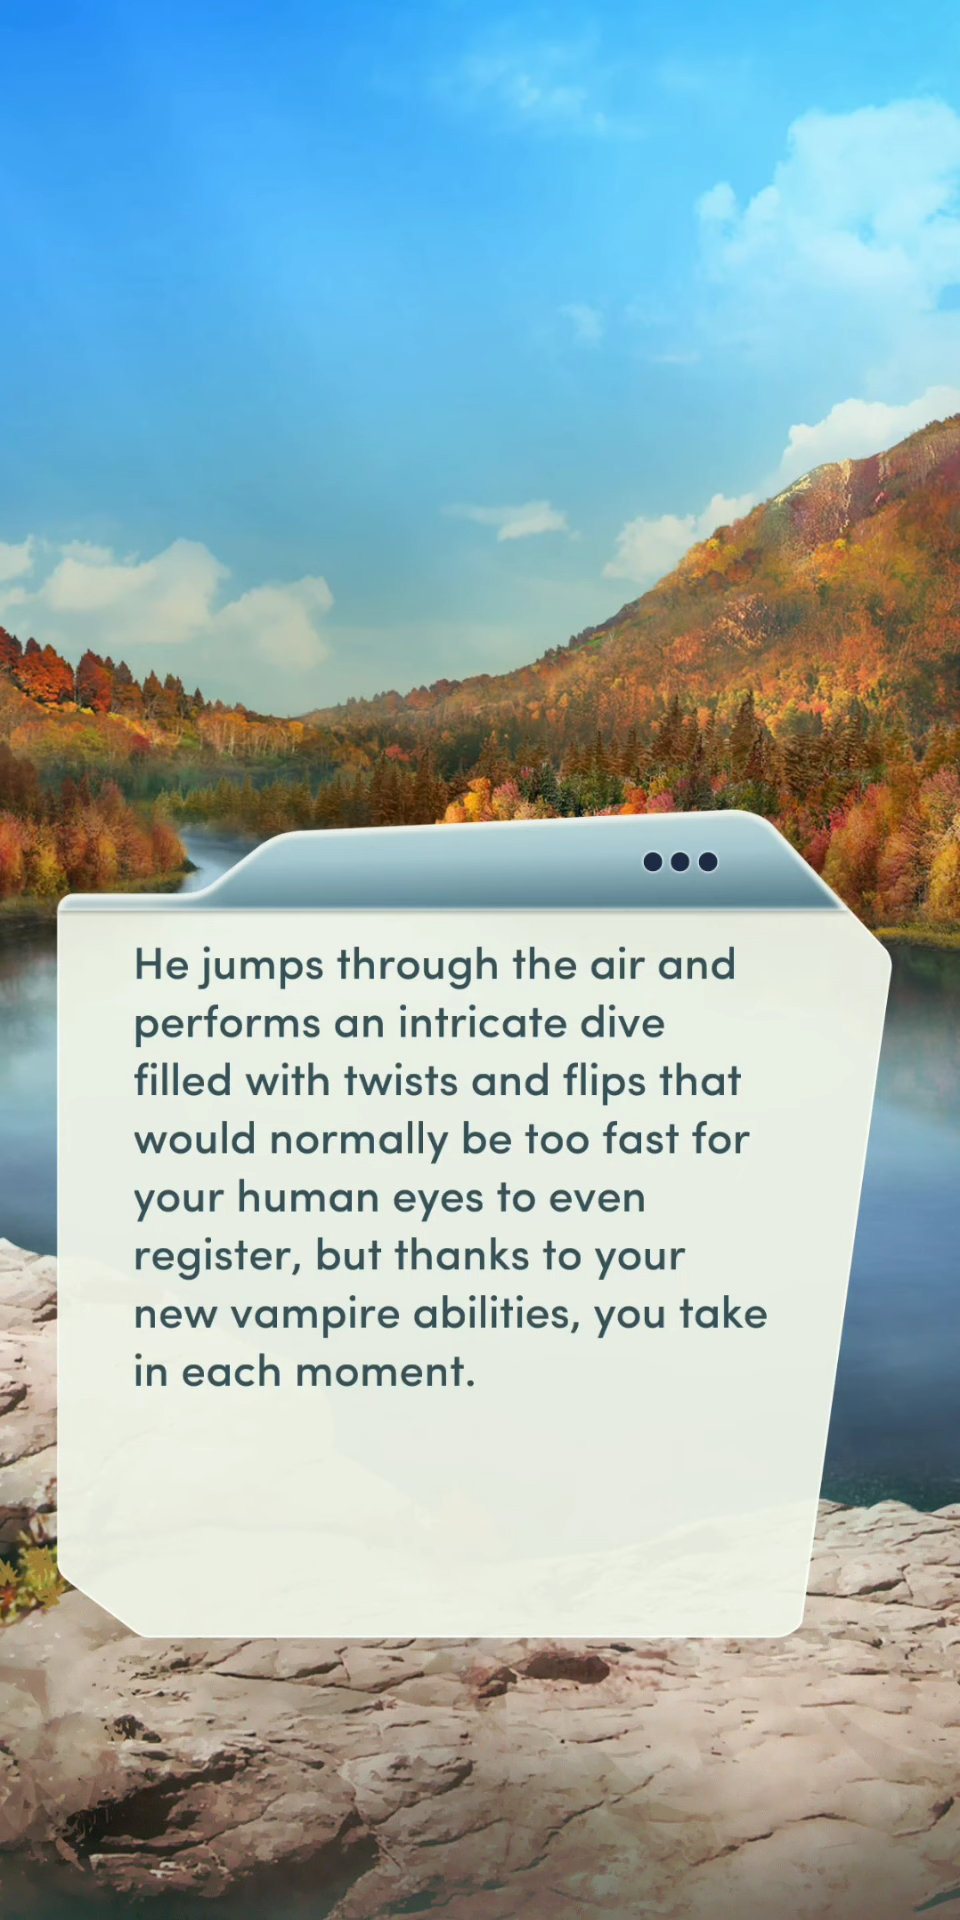 He jumps through the air and
performs an intricate dive
filled with twists and flips that
would normally be too fast for
your human eyes to even
register, but thanks to your
new vampire abilities, you take
in each moment.